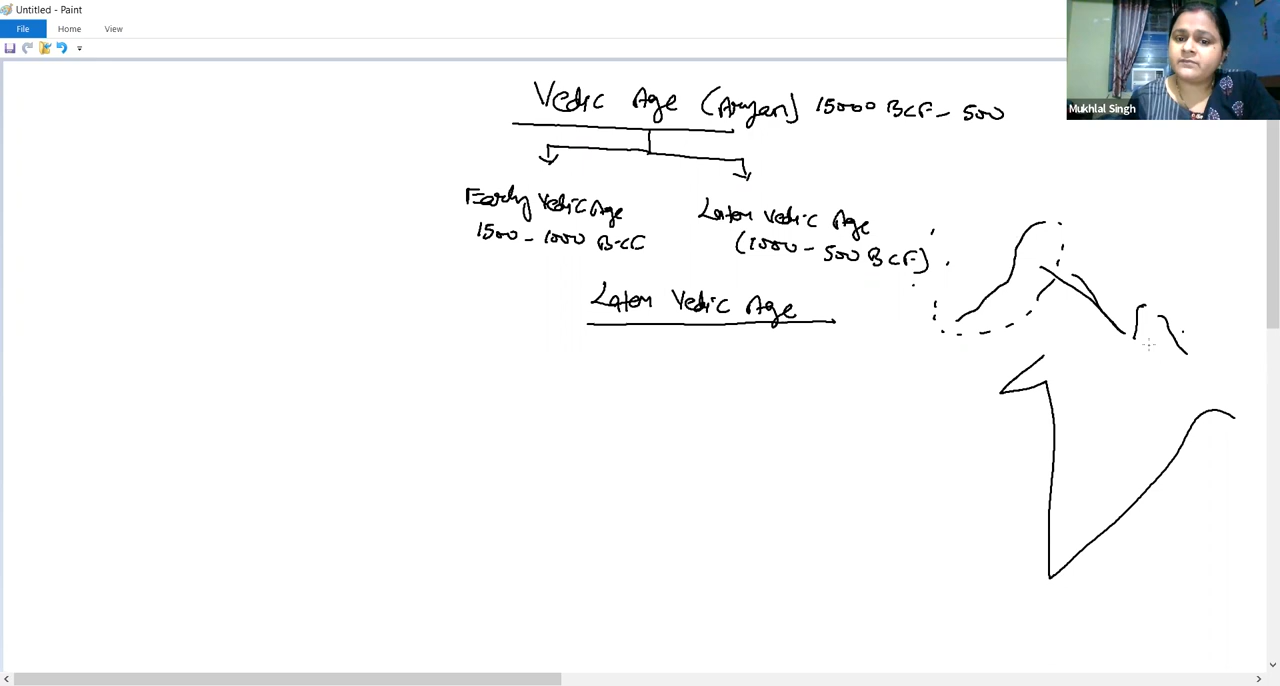 Untitled - Paint
File Home View
Mukhlal Singh
Vedic Age (Aryan) 15000 BCE - 500
Early Vedic Age
1500 - 1000 BCE
Later Vedic Age
(1000 - 500 BCE)
Later Vedic Age